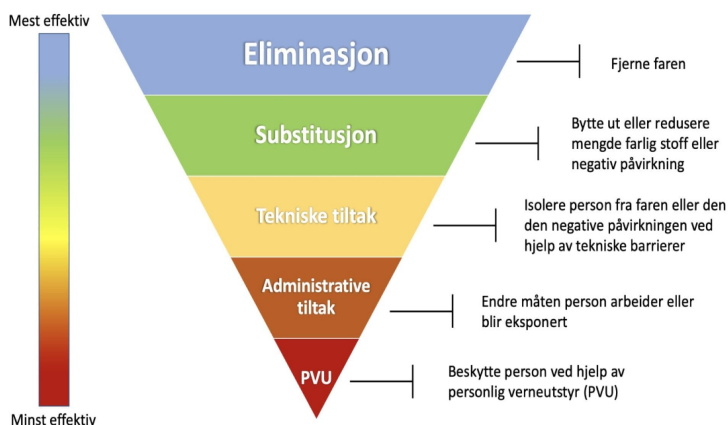 Mest effektiv
Eliminasjon
Fjerne faren
Substitusjon
Bytte ut eller redusere
mengde farlig stoff eller
negativ påvirkning
Tekniske tiltak
Isolere person fra faren eller den
den negative påvirkningen ved
hjelp av tekniske barrierer
Administrative
tiltak
Endre måten person arbeider eller
blir eksponert
PVU
Beskytte person ved hjelp av
personlig verneutstyr (PVU)
Minst effektiv